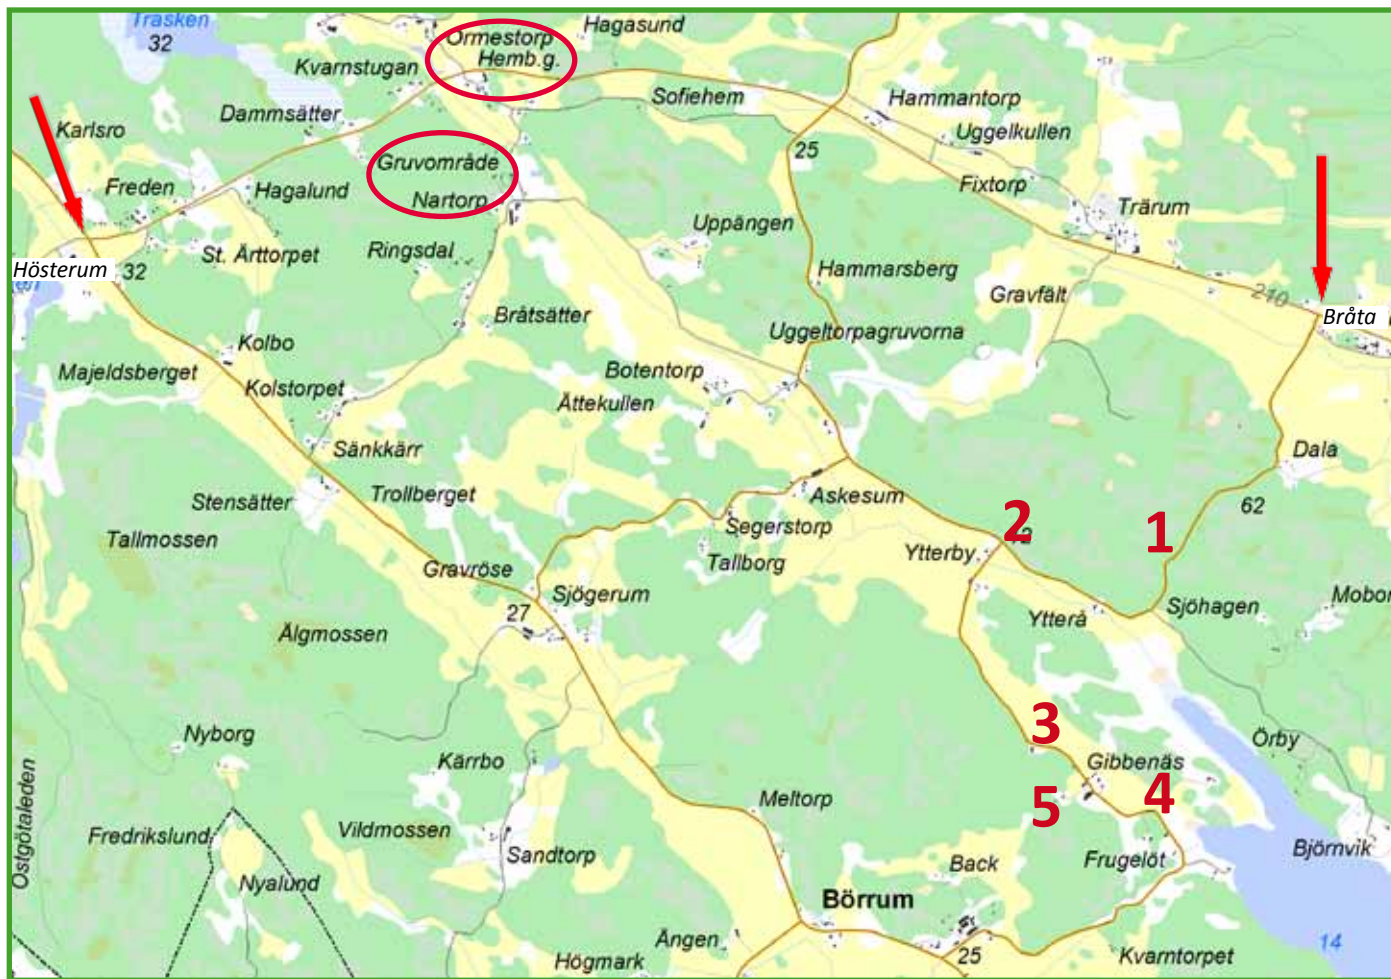 Träsken
32
Ormestorp
Hemb.g.
Hagasund
Kvarnstugan
Dammsätter
Karlsro
Gruvområde
Nartorp
Freden
Hagalund
Sofiehem
Hammantorp
Uggelkullen
25
Fixtorp
Trärum
St. Ärttorpet
Ringsdal
Uppängen
Hösterum
32
Hammarsberg
Gravfält
210
Bråta
Bråtsätter
Uggeltorpagruvorna
Kolbo
Majeldsberget
Kolstorpet
Botentorp
Ättekullen
Sänkkärr
Dala
Stensätter
Trollberget
Askesum
62
Segerstorp
2
1
Tallmossen
Tallborg
Ytterby
Gravröse
Sjögerum
27
Ytterå
Sjöhagen
Mobor
Älgmossen
3
Nyborg
Örby
Kärrbo
Gibbenäs
5
4
Meltorp
Östgötaleden
Fredrikslund
Vildmossen
Sandtorp
Back
Frugelöt
Björnvik
Nyalund
Börrum
Ängen
25
Kvarntorpet
14
Högmark